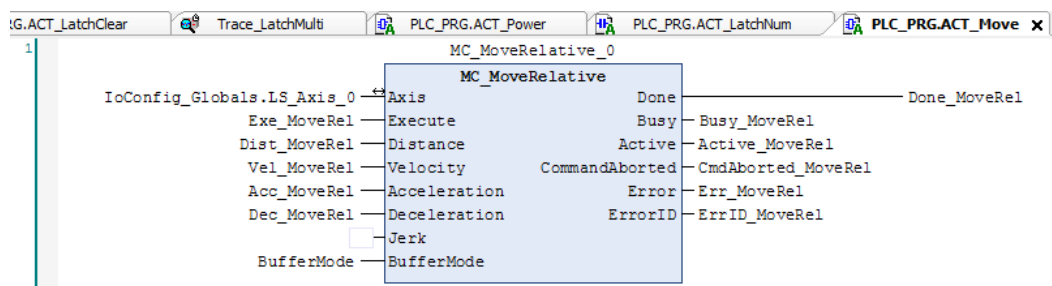 RG.ACT_LatchClear Trace_LatchMulti PLC_PRG.ACT_Power PLC_PRG.ACT_LatchNum PLC_PRG.ACT_Move X
1 MC_MoveRelative_0
MC_MoveRelative
IoConfig_Globals.LS_Axis_0 Axis Done Done_MoveRel
Exe_MoveRel Execute Busy Busy_MoveRel
Dist_MoveRel Distance Active Active_MoveRel
Vel_MoveRel Velocity CommandAborted CmdAborted_MoveRel
Acc_MoveRel Acceleration Error Err_MoveRel
Dec_MoveRel Deceleration ErrorID ErrID_MoveRel
Jerk
BufferMode BufferMode